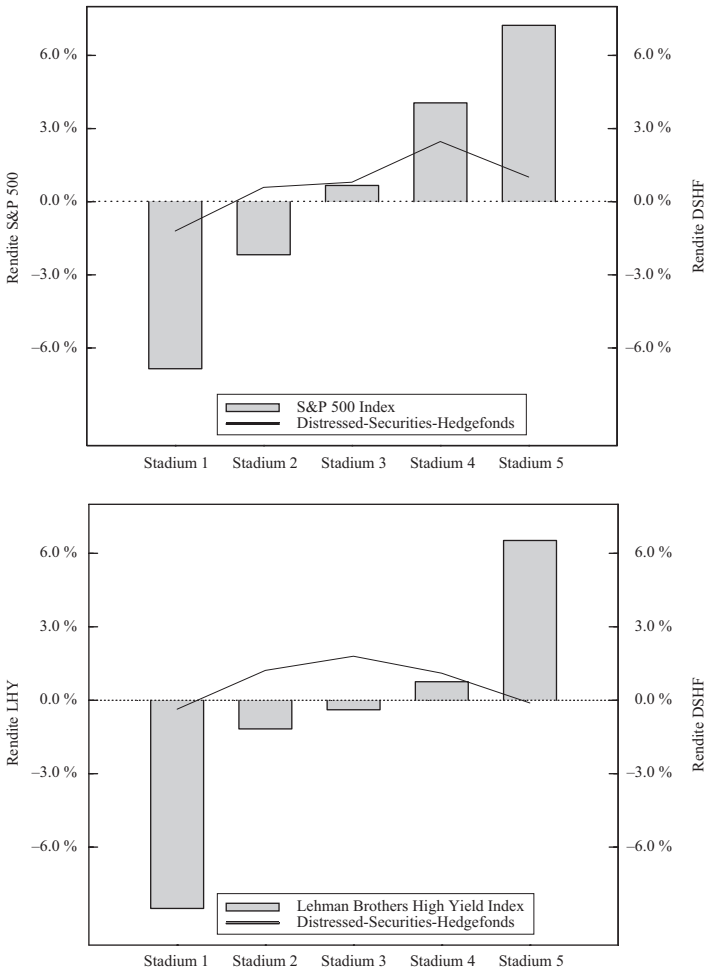 6.0 % 6.0 %
3.0 % 3.0 %
0.0 % 0.0 %
–3.0 % –3.0 %
–6.0 % –6.0 %
Rendite S&P 500
Rendite DSHF
S&P 500 Index
Distressed-Securities-Hedgefonds
Stadium 1 Stadium 2 Stadium 3 Stadium 4 Stadium 5
6.0 % 6.0 %
3.0 % 3.0 %
0.0 % 0.0 %
–3.0 % –3.0 %
–6.0 % –6.0 %
Rendite LHY
Rendite DSHF
Lehman Brothers High Yield Index
Distressed-Securities-Hedgefonds
Stadium 1 Stadium 2 Stadium 3 Stadium 4 Stadium 5